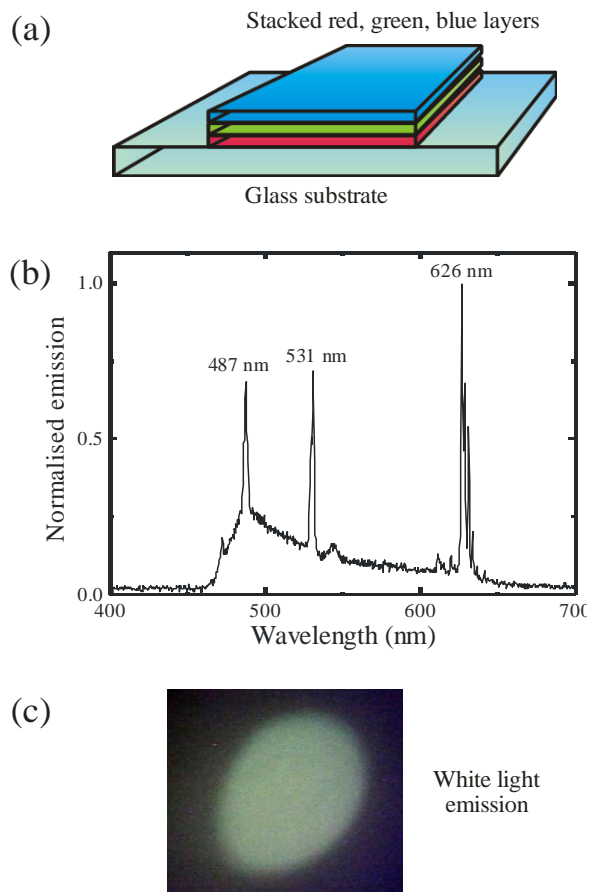 (a)
Stacked red, green, blue layers
Glass substrate
(b)
626 nm
1.0
487 nm
531 nm
0.5
0.0
Normalised emission
400
500
600
700
Wavelength (nm)
(c)
White light
emission